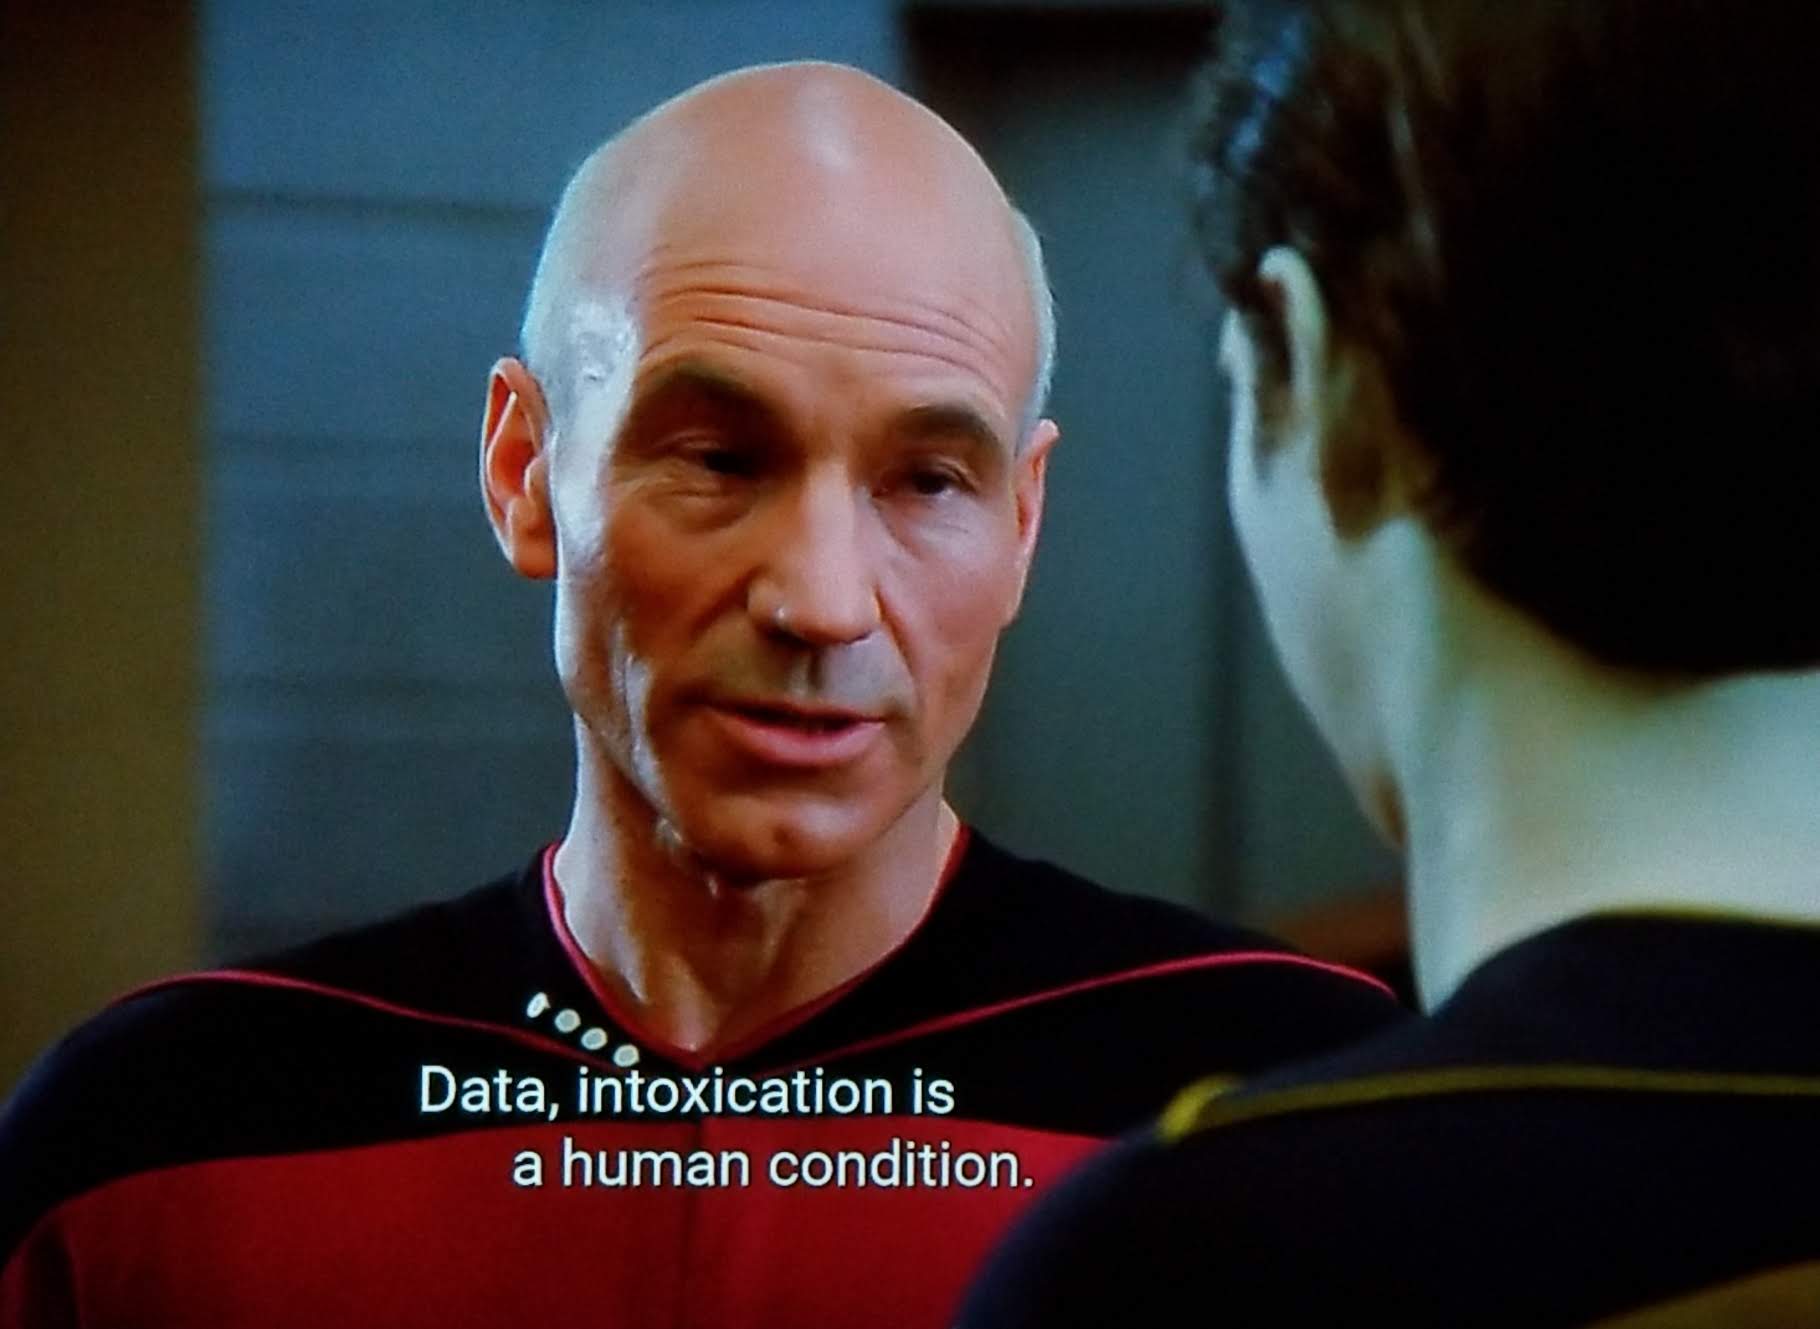 Data, intoxication is
a human condition.